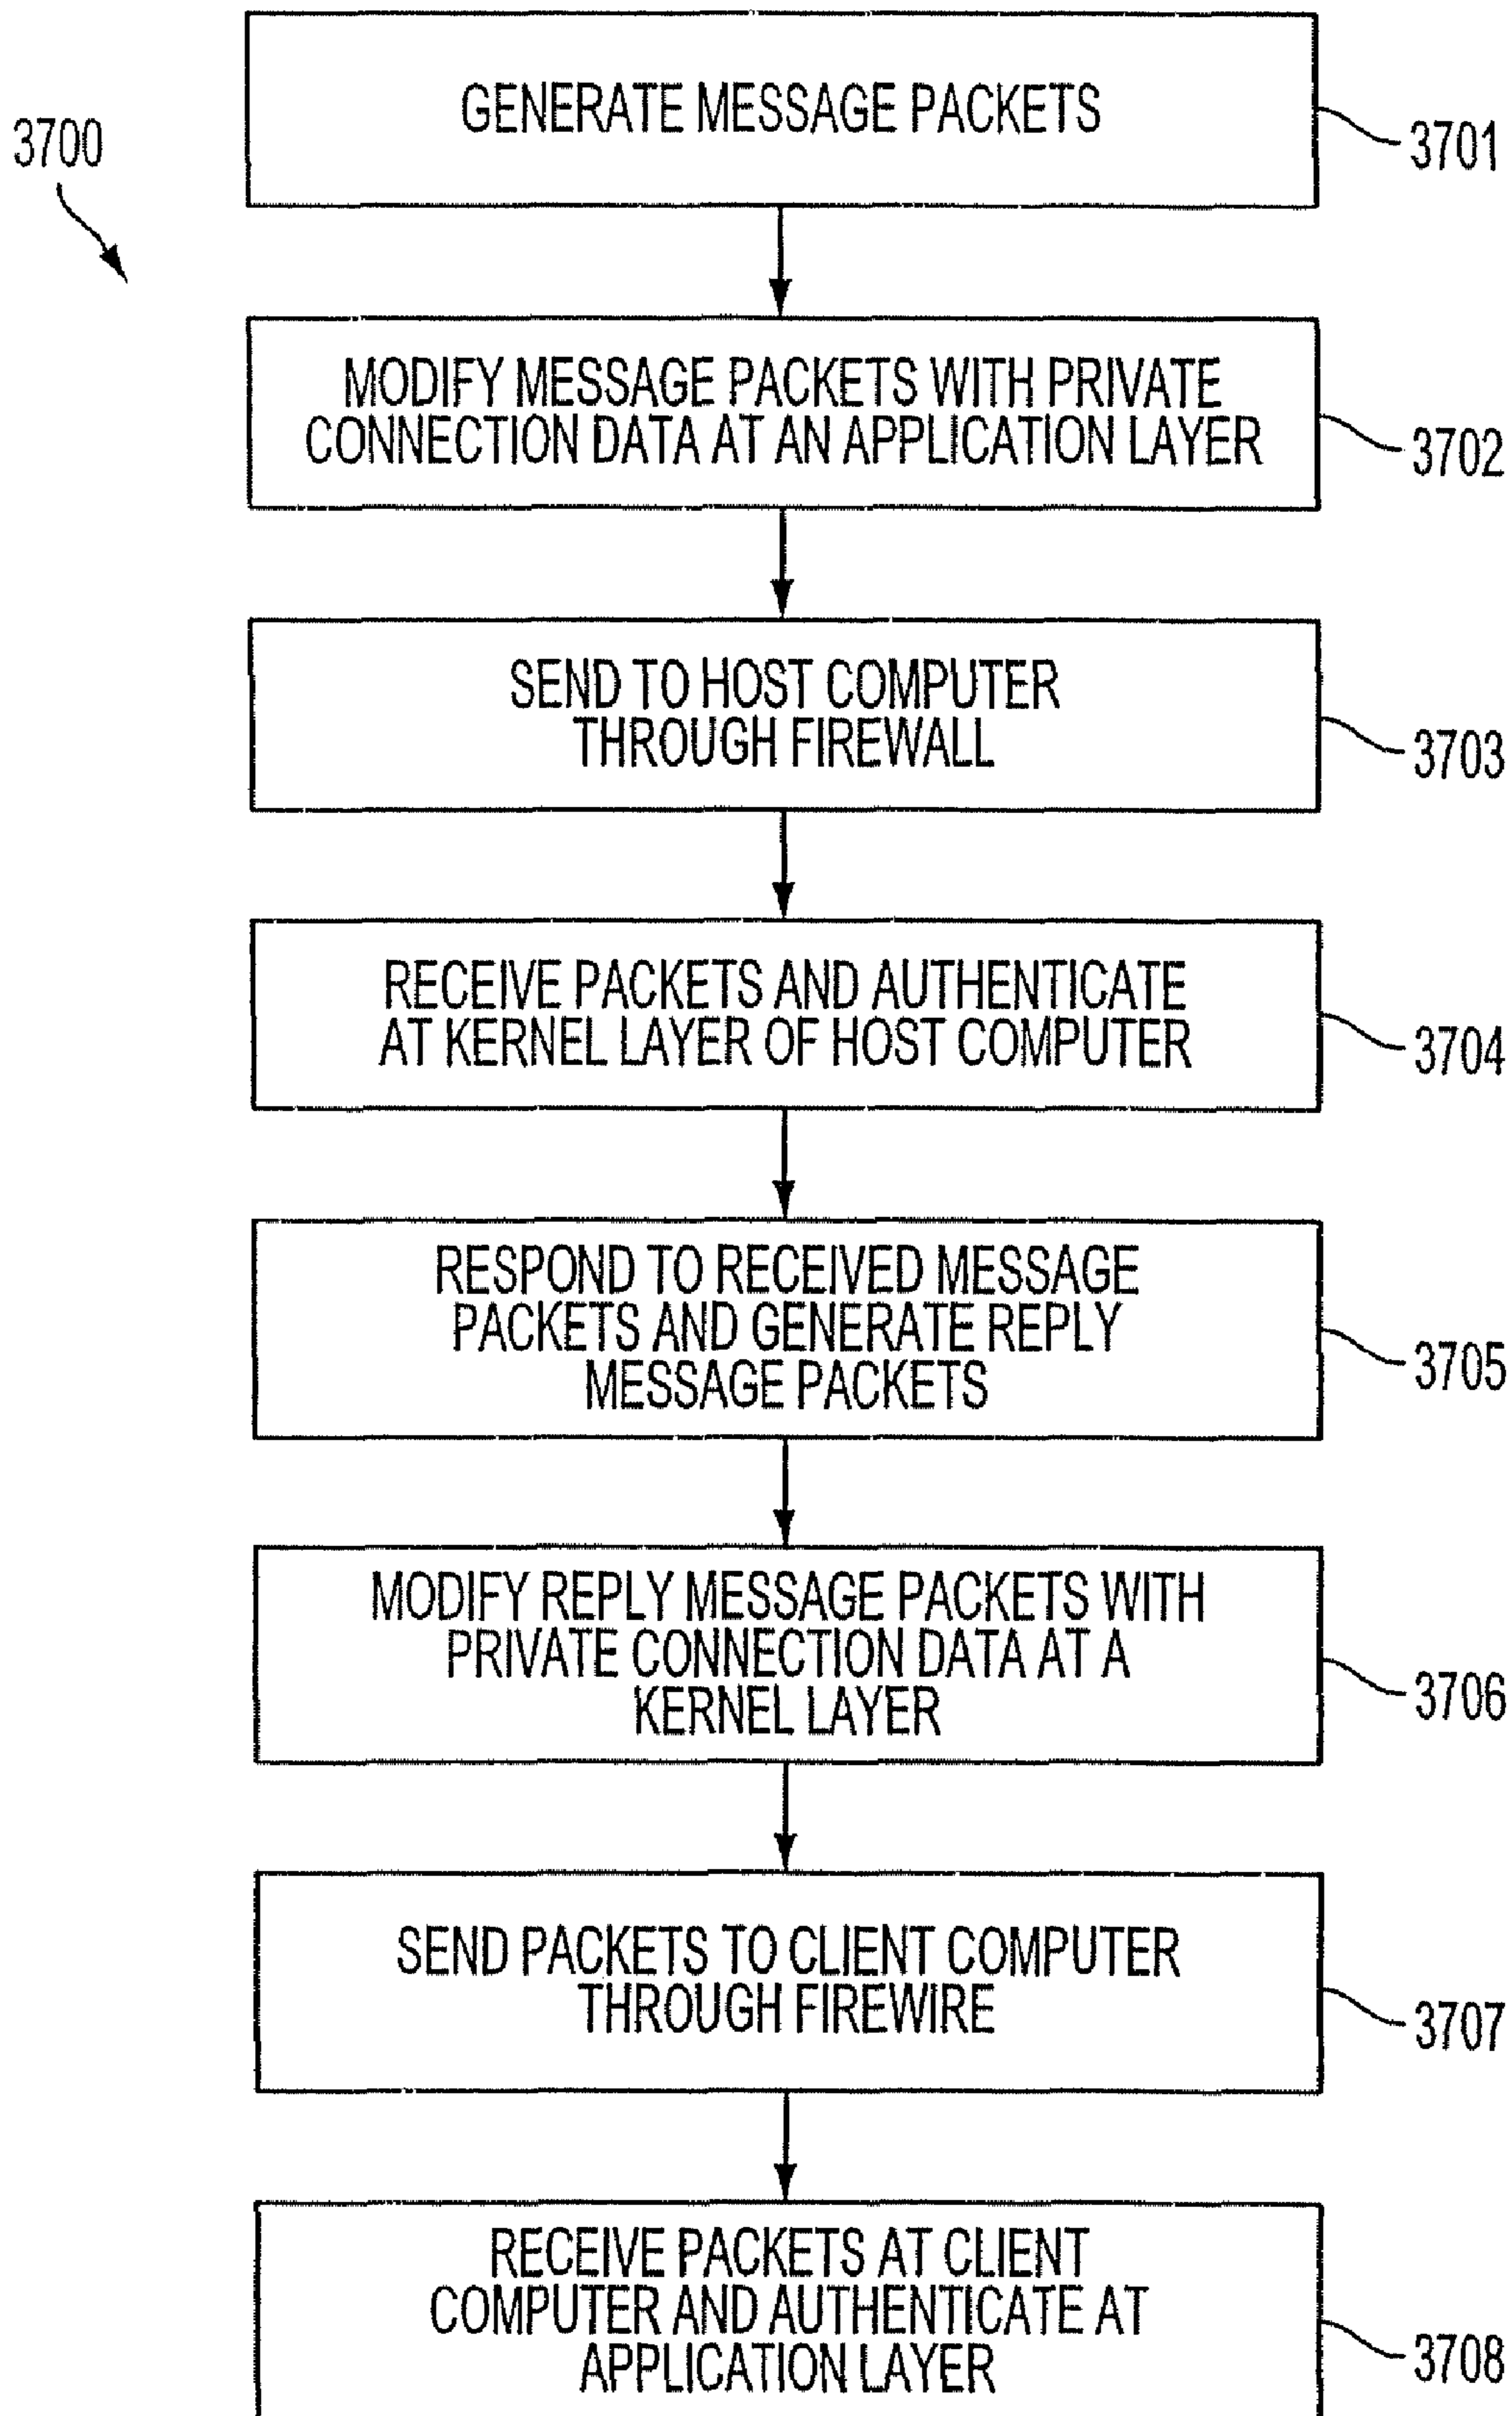 3700
GENERATE MESSAGE PACKETS
3701
MODIFY MESSAGE PACKETS WITH PRIVATE
CONNECTION DATA AT AN APPLICATION LAYER
3702
SEND TO HOST COMPUTER
THROUGH FIREWALL
3703
RECEIVE PACKETS AND AUTHENTICATE
AT KERNEL LAYER OF HOST COMPUTER
3704
RESPOND TO RECEIVED MESSAGE
PACKETS AND GENERATE REPLY
MESSAGE PACKETS
3705
MODIFY REPLY MESSAGE PACKETS WITH
PRIVATE CONNECTION DATA AT A
KERNEL LAYER
3706
SEND PACKETS TO CLIENT COMPUTER
THROUGH FIREWIRE
3707
RECEIVE PACKETS AT CLIENT
COMPUTER AND AUTHENTICATE AT
APPLICATION LAYER
3708